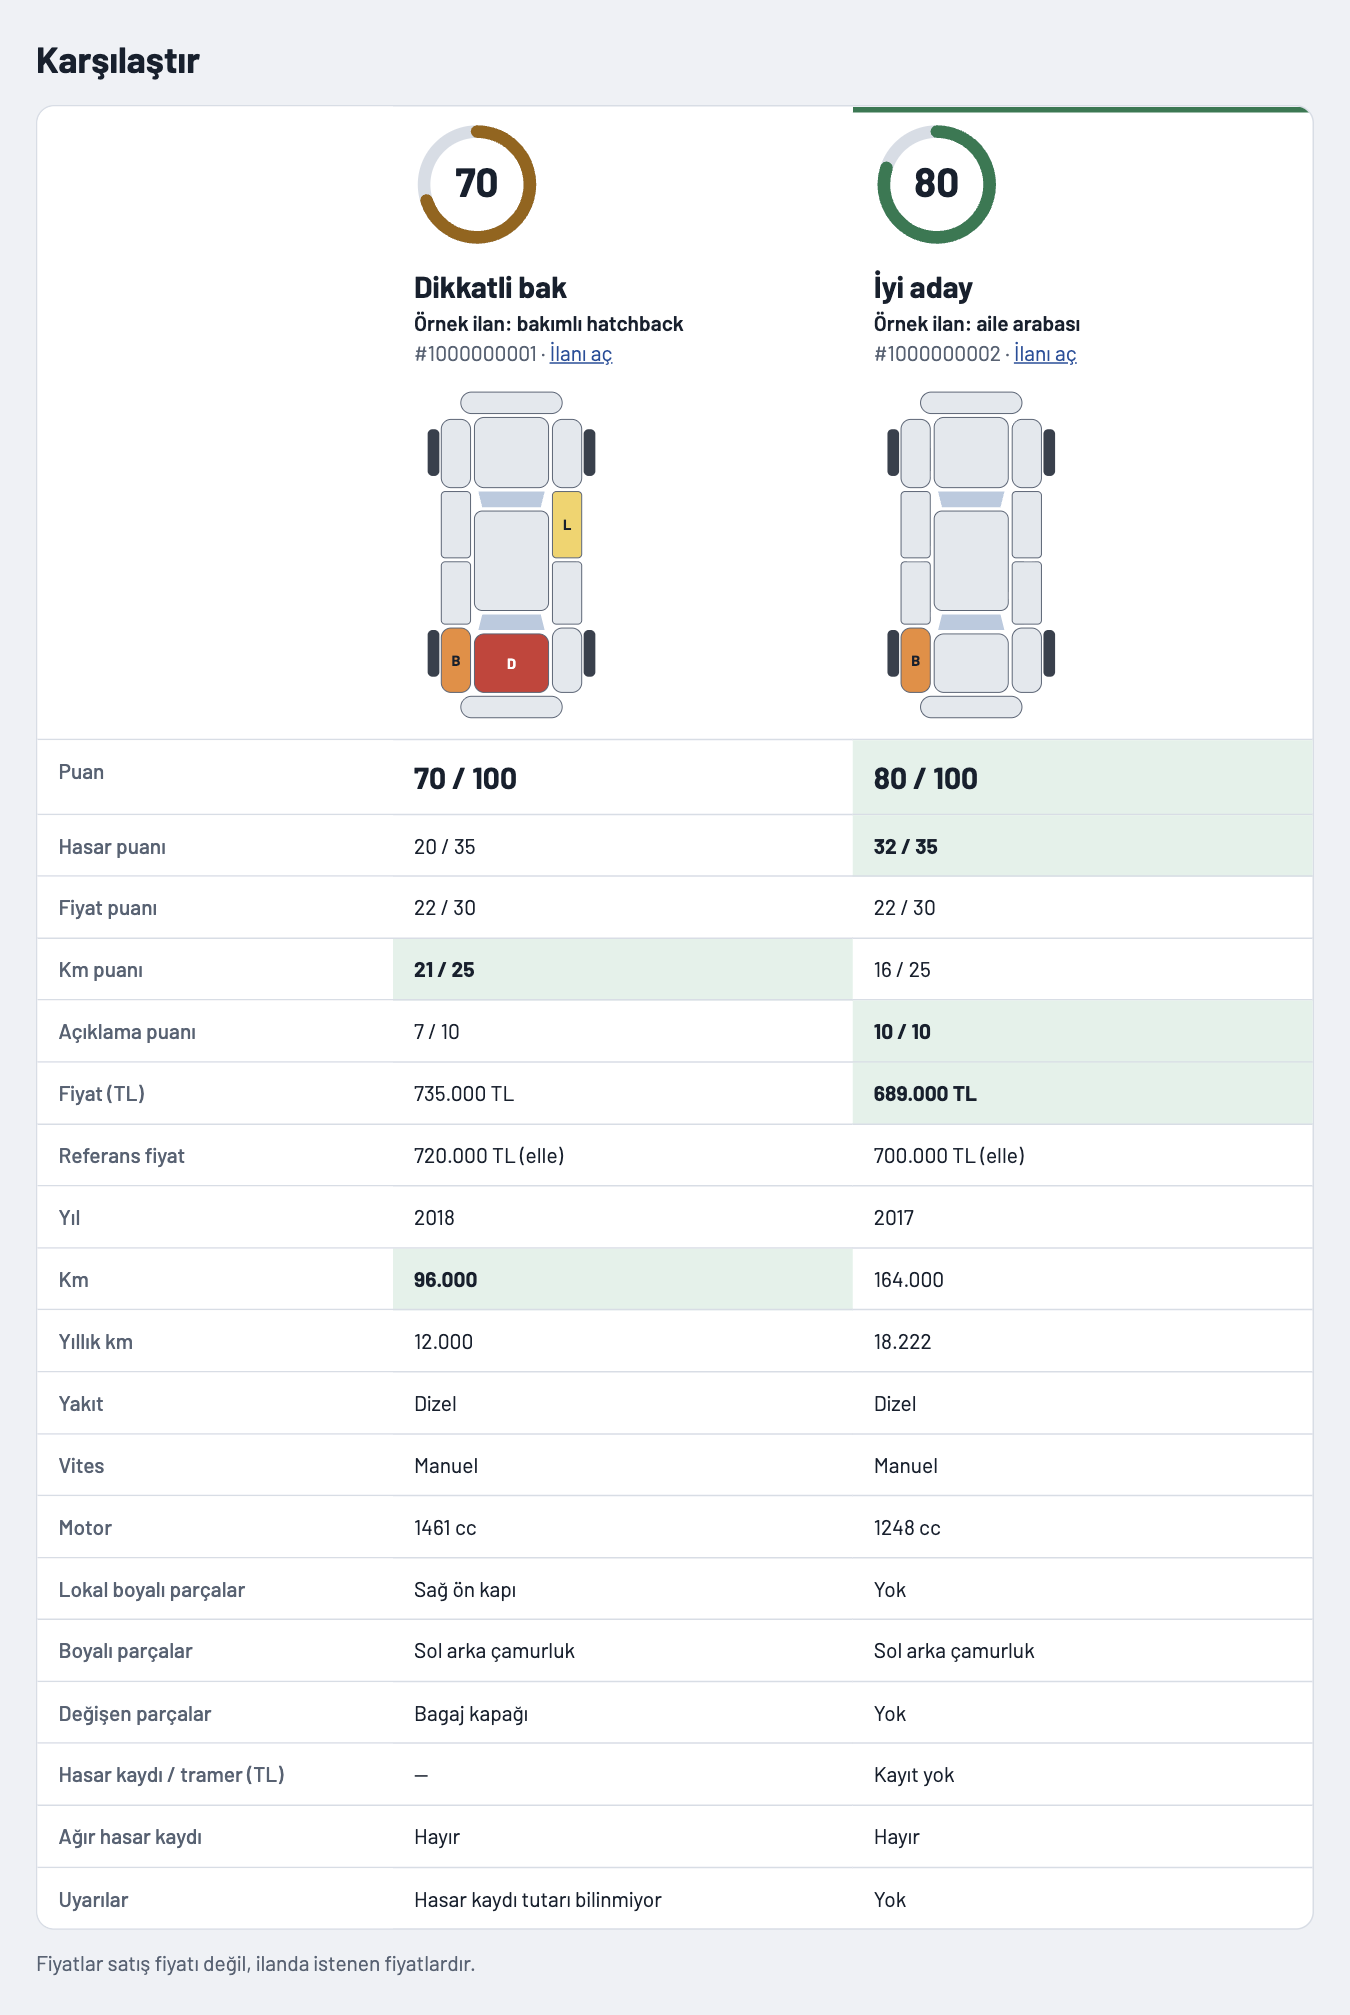 Karşılaştır
70
80
Dikkatli bak
İyi aday
Örnek ilan: bakımlı hatchback
Örnek ilan: aile arabası
#1000000001 · İlanı aç
#1000000002 · İlanı aç
L
B
D
B
Puan 70 / 100 80 / 100
Hasar puanı 20 / 35 32 / 35
Fiyat puanı 22 / 30 22 / 30
Km puanı 21 / 25 16 / 25
Açıklama puanı 7 / 10 10 / 10
Fiyat (TL) 735.000 TL 689.000 TL
Referans fiyat 720.000 TL (elle) 700.000 TL (elle)
Yıl 2018 2017
Km 96.000 164.000
Yıllık km 12.000 18.222
Yakıt Dizel Dizel
Vites Manuel Manuel
Motor 1461 cc 1248 cc
Lokal boyalı parçalar Sağ ön kapı Yok
Boyalı parçalar Sol arka çamurluk Sol arka çamurluk
Değişen parçalar Bagaj kapağı Yok
Hasar kaydı / tramer (TL) — Kayıt yok
Ağır hasar kaydı Hayır Hayır
Uyarılar Hasar kaydı tutarı bilinmiyor Yok
Fiyatlar satış fiyatı değil, ilanda istenen fiyatlardır.